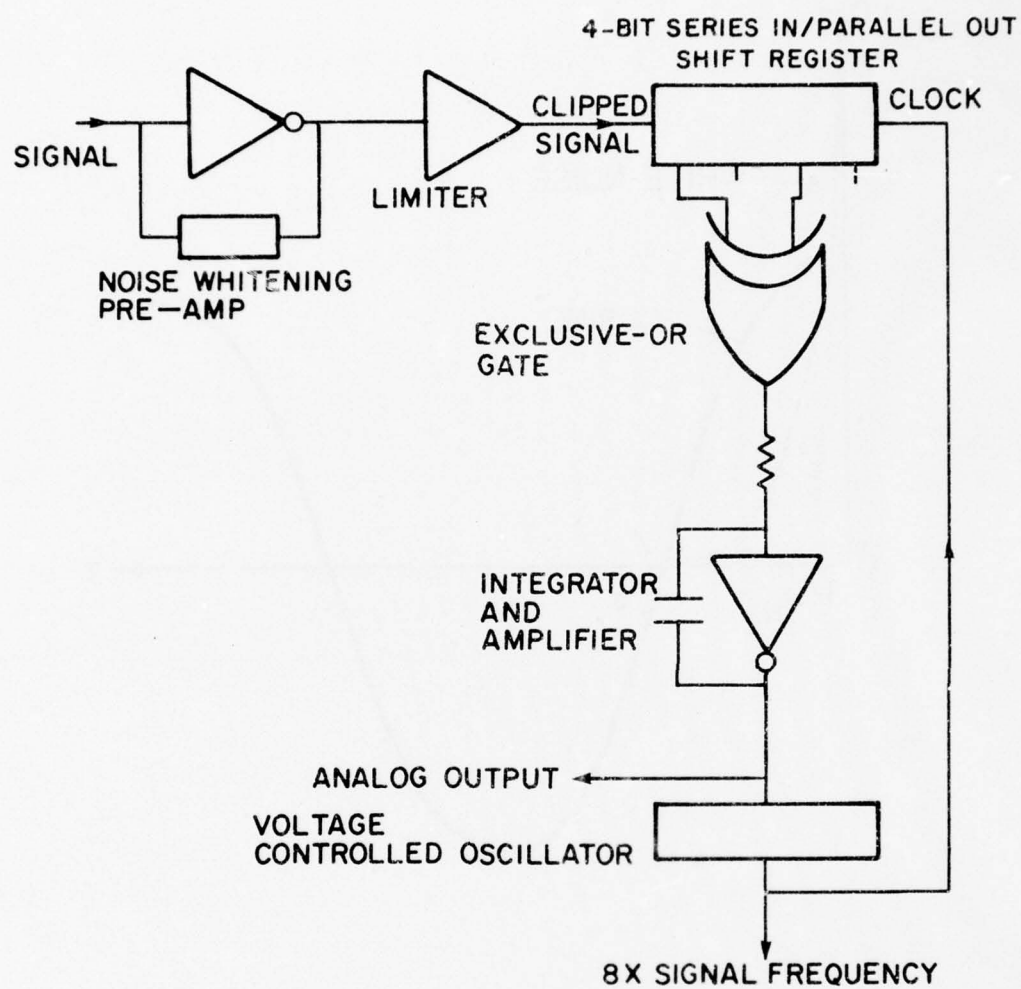 4-BIT SERIES IN/PARALLEL OUT
SHIFT REGISTER
SIGNAL
LIMITER
CLIPPED
SIGNAL
CLOCK
NOISE WHITENING
PRE-AMP
EXCLUSIVE-OR
GATE
INTEGRATOR
AND
AMPLIFIER
ANALOG OUTPUT
VOLTAGE
CONTROLLED OSCILLATOR
8X SIGNAL FREQUENCY